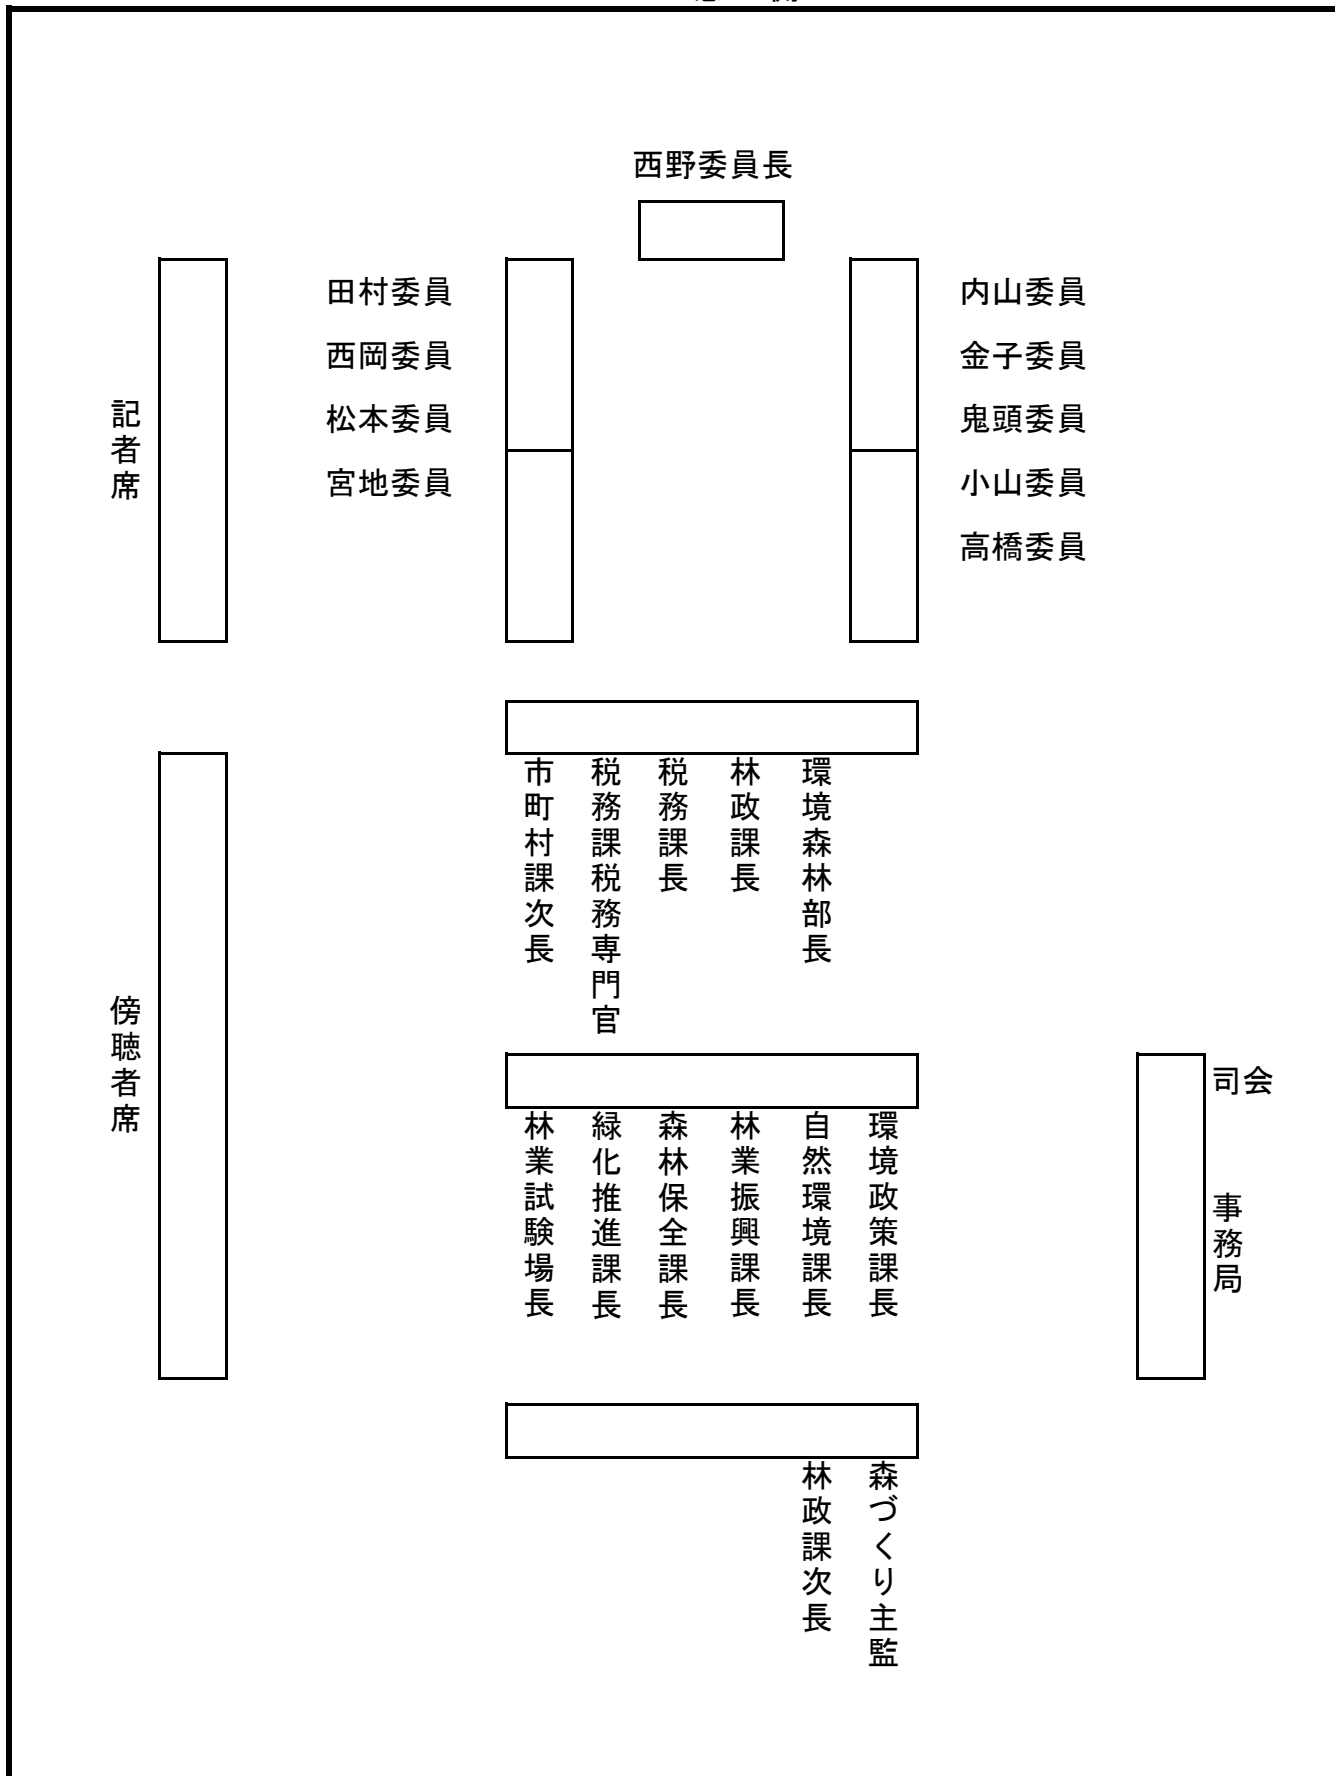 西野委員長
田村委員
西岡委員
松本委員
宮地委員
内山委員
金子委員
鬼頭委員
小山委員
高橋委員
記者席
傍聴者席
環境森林部長
林政課長
税務課長
税務課税務専門官
市町村課次長
環境政策課長
自然環境課長
林業振興課長
森林保全課長
緑化推進課長
林業試験場長
司会
事務局
森づくり主監
林政課次長